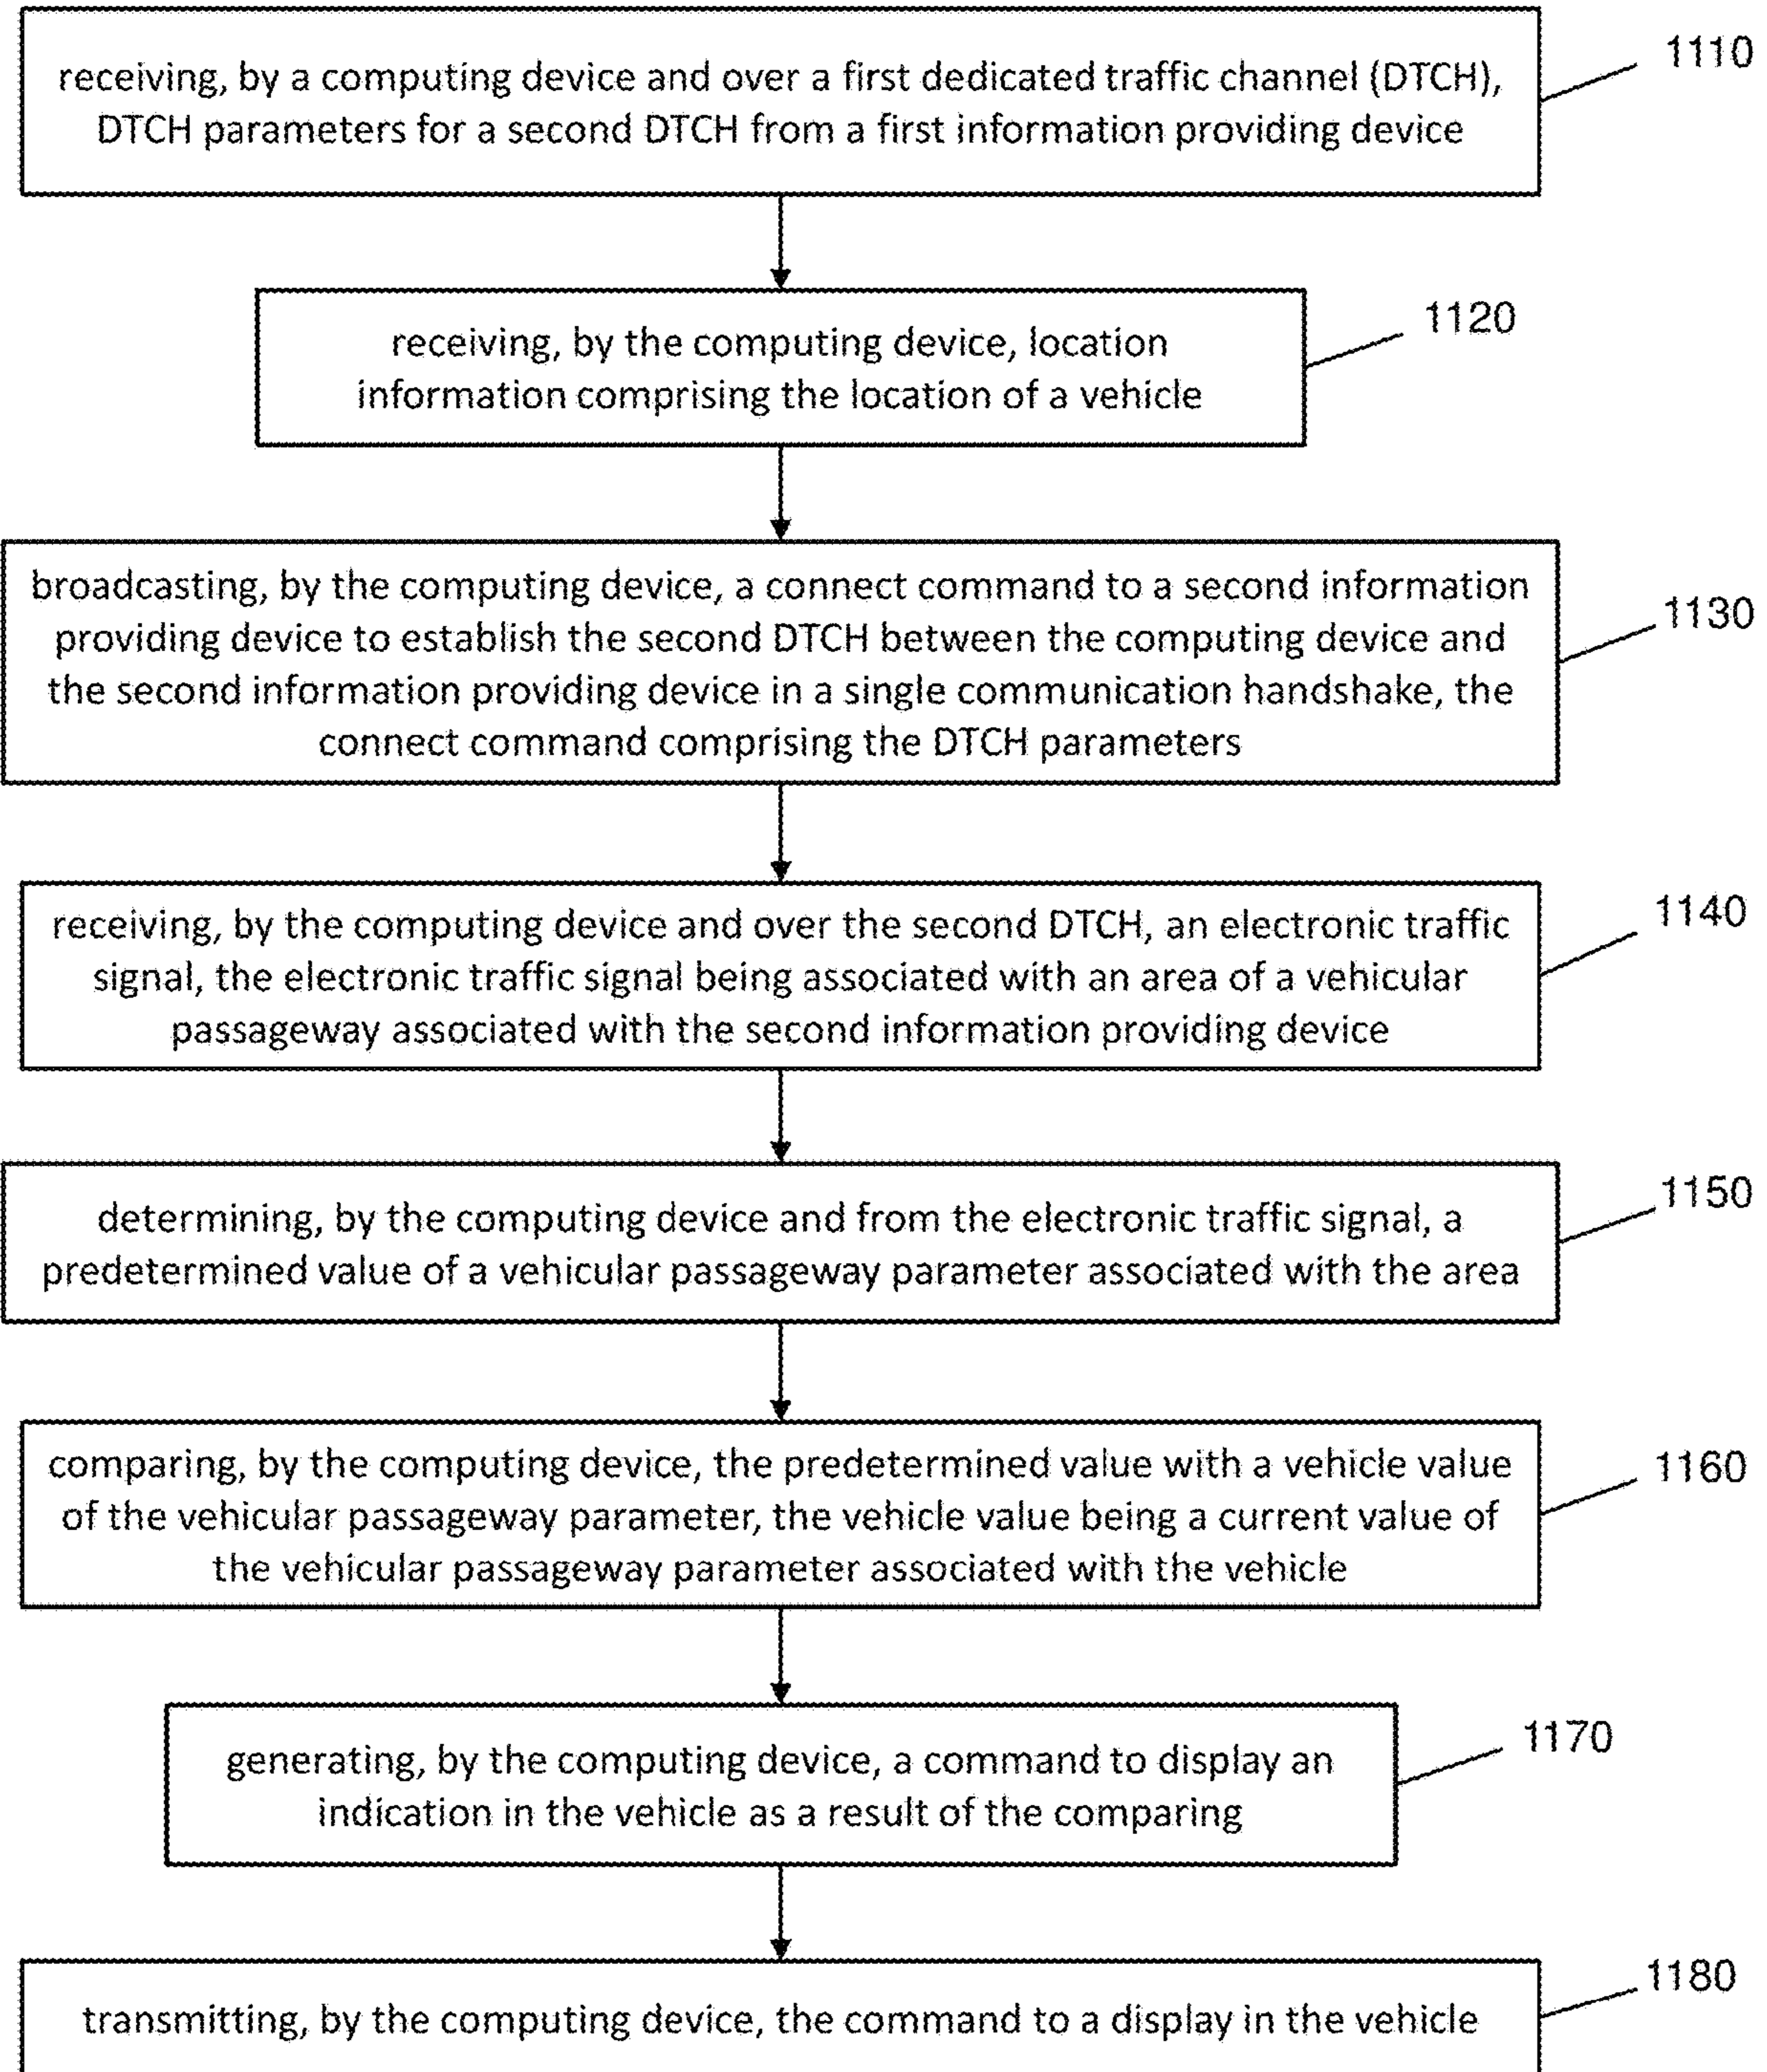 receiving, by a computing device and over a first dedicated traffic channel (DTCH),
DTCH parameters for a second DTCH from a first information providing device
1110
receiving, by the computing device, location
information comprising the location of a vehicle
1120
broadcasting, by the computing device, a connect command to a second information
providing device to establish the second DTCH between the computing device and
the second information providing device in a single communication handshake, the
connect command comprising the DTCH parameters
1130
receiving, by the computing device and over the second DTCH, an electronic traffic
signal, the electronic traffic signal being associated with an area of a vehicular
passageway associated with the second information providing device
1140
determining, by the computing device and from the electronic traffic signal, a
predetermined value of a vehicular passageway parameter associated with the area
1150
comparing, by the computing device, the predetermined value with a vehicle value
of the vehicular passageway parameter, the vehicle value being a current value of
the vehicular passageway parameter associated with the vehicle
1160
generating, by the computing device, a command to display an
indication in the vehicle as a result of the comparing
1170
transmitting, by the computing device, the command to a display in the vehicle
1180